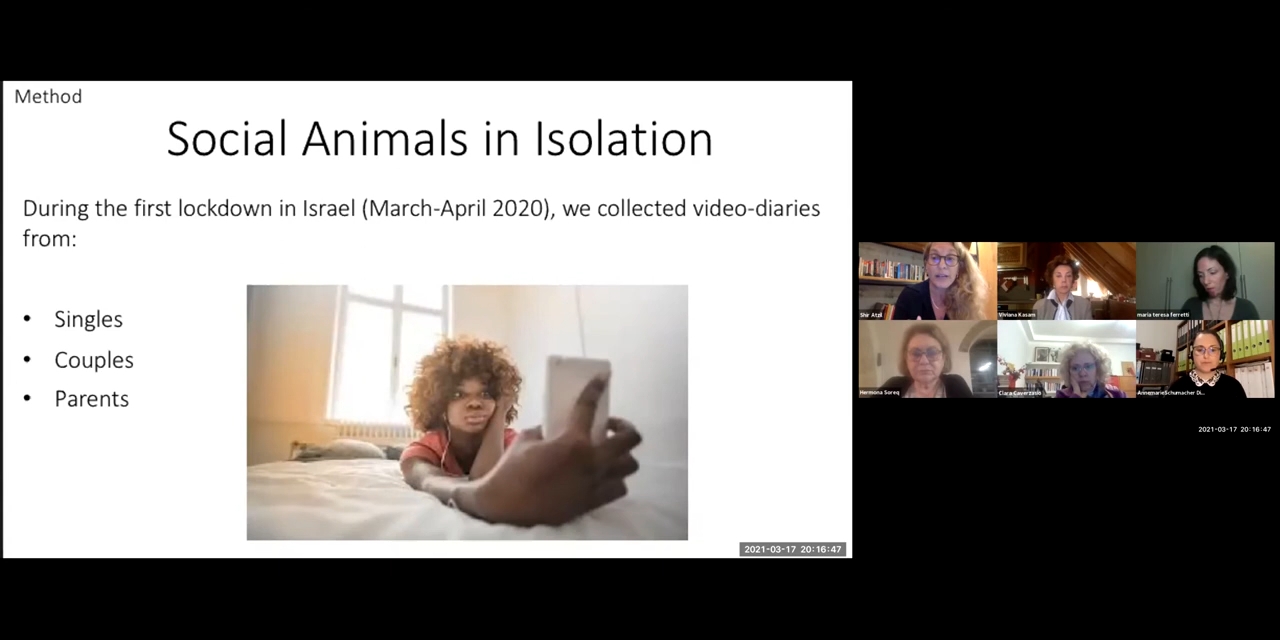 Method
Social Animals in Isolation
During the first lockdown in Israel (March-April 2020), we collected video-diaries
from:
• Singles
• Couples
• Parents
2021-03-17 20:16:47
Shir Atzil
Viviana Kasam
maria teresa ferretti
Hermona Soreq
Clara Caverzasio
AnnemarieSchumacher Di...
2021-03-17 20:16:47